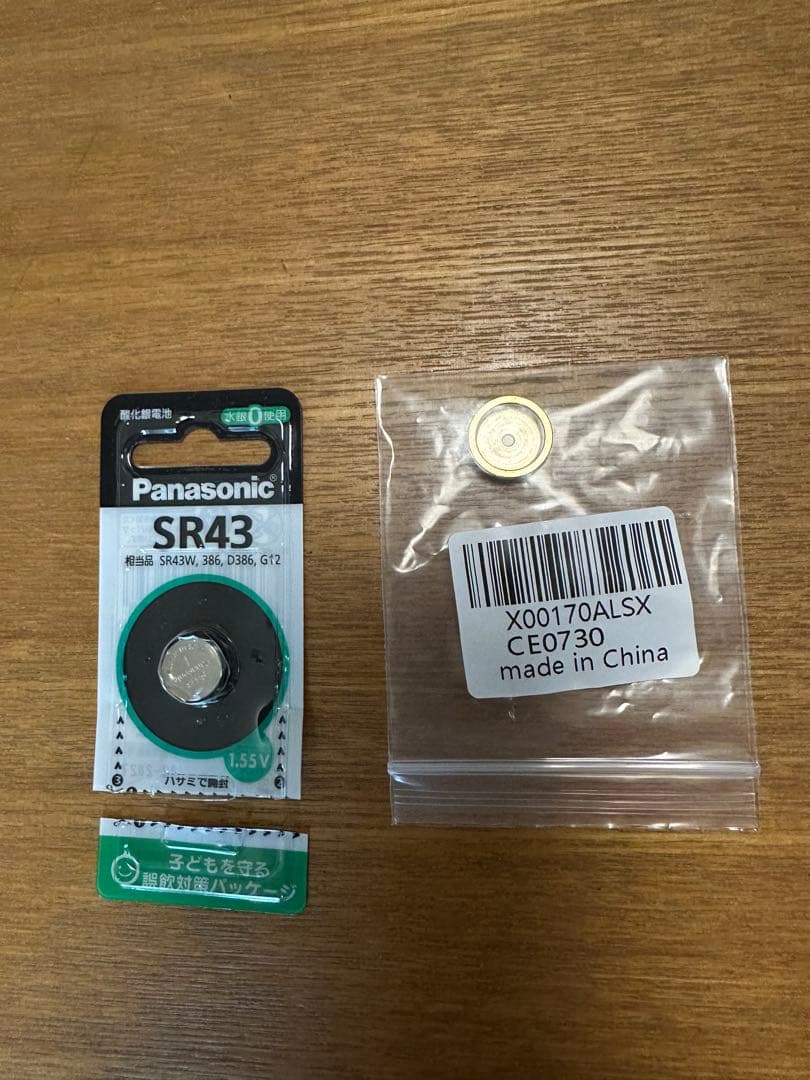 酸化銀電池
水銀0使用
Panasonic®
SR43
相当品 SR43W, 386, D386, G12
1.55V
ハサミで開封
子どもを守る
誤飲対策パッケージ
X00170ALSX
CE0730
made in China